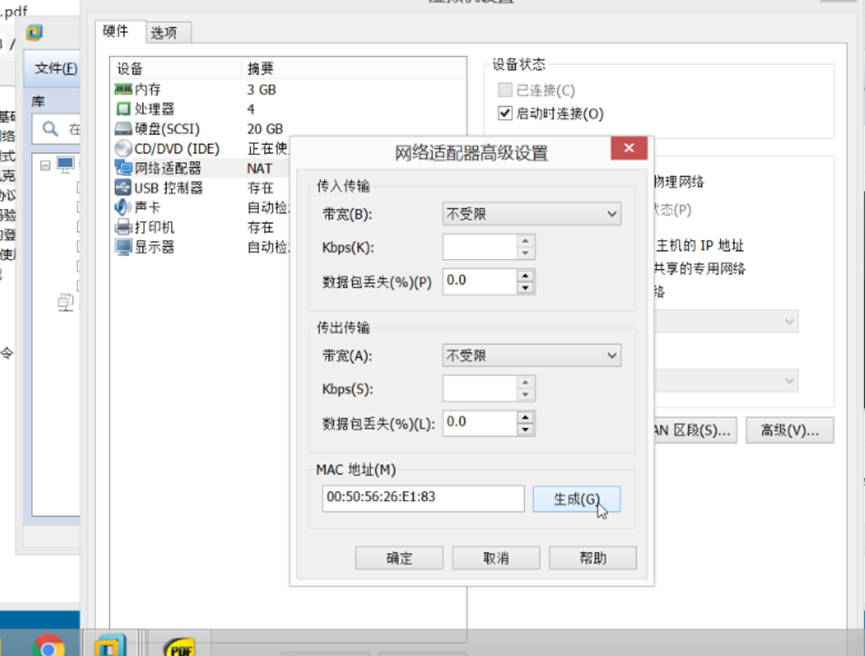 .pdf
硬件
选项
文件(F)
库
在
设备
摘要
内存
3 GB
处理器
4
硬盘(SCSI)
20 GB
CD/DVD (IDE)
正在使
网络适配器
NAT
USB 控制器
存在
声卡
自动检
打印机
存在
显示器
自动检
设备状态
已连接(C)
启动时连接(O)
物理网络
状态(P)
主机的 IP 地址
共享的专用网络
络
AN 区段(S)...
高级(V)...
网络适配器高级设置
传入传输
带宽(B):
不受限
Kbps(K):
数据包丢失(%)(P)
0.0
传出传输
带宽(A):
不受限
Kbps(S):
数据包丢失(%)(L):
0.0
MAC 地址(M)
00:50:56:26:E1:83
生成(G)
确定
取消
帮助
令
PDF